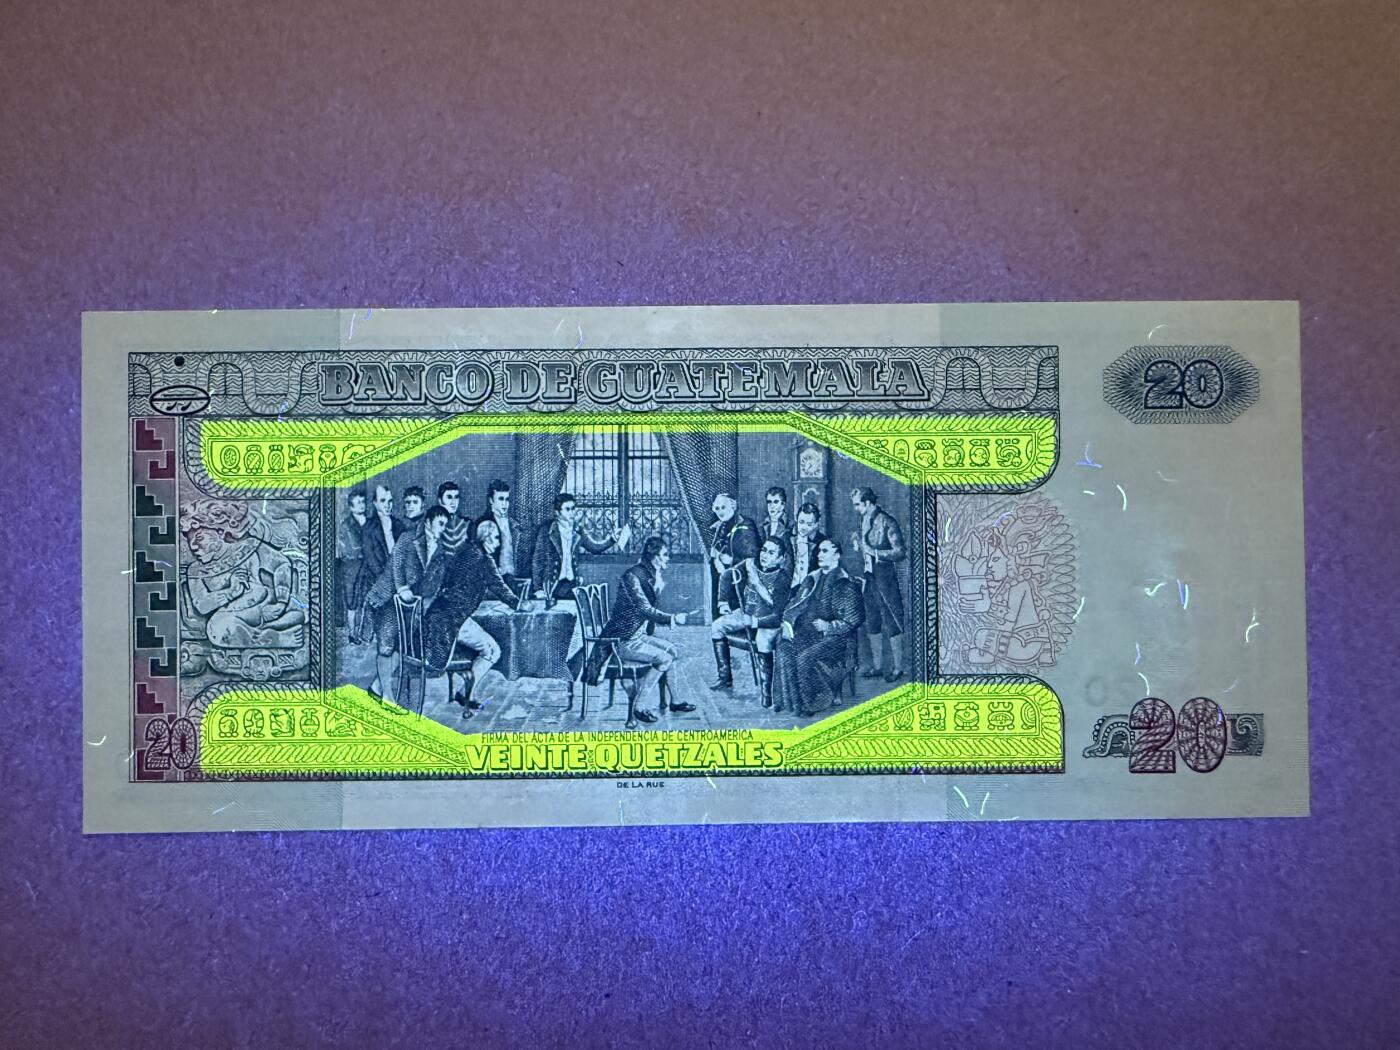 BANCO DE GUATEMALA
20
FIRMA DEL ACTA DE LA INDEPENDENCIA DE CENTROAMERICA
VEINTE QUETZALES
20
20
DE LA RUE